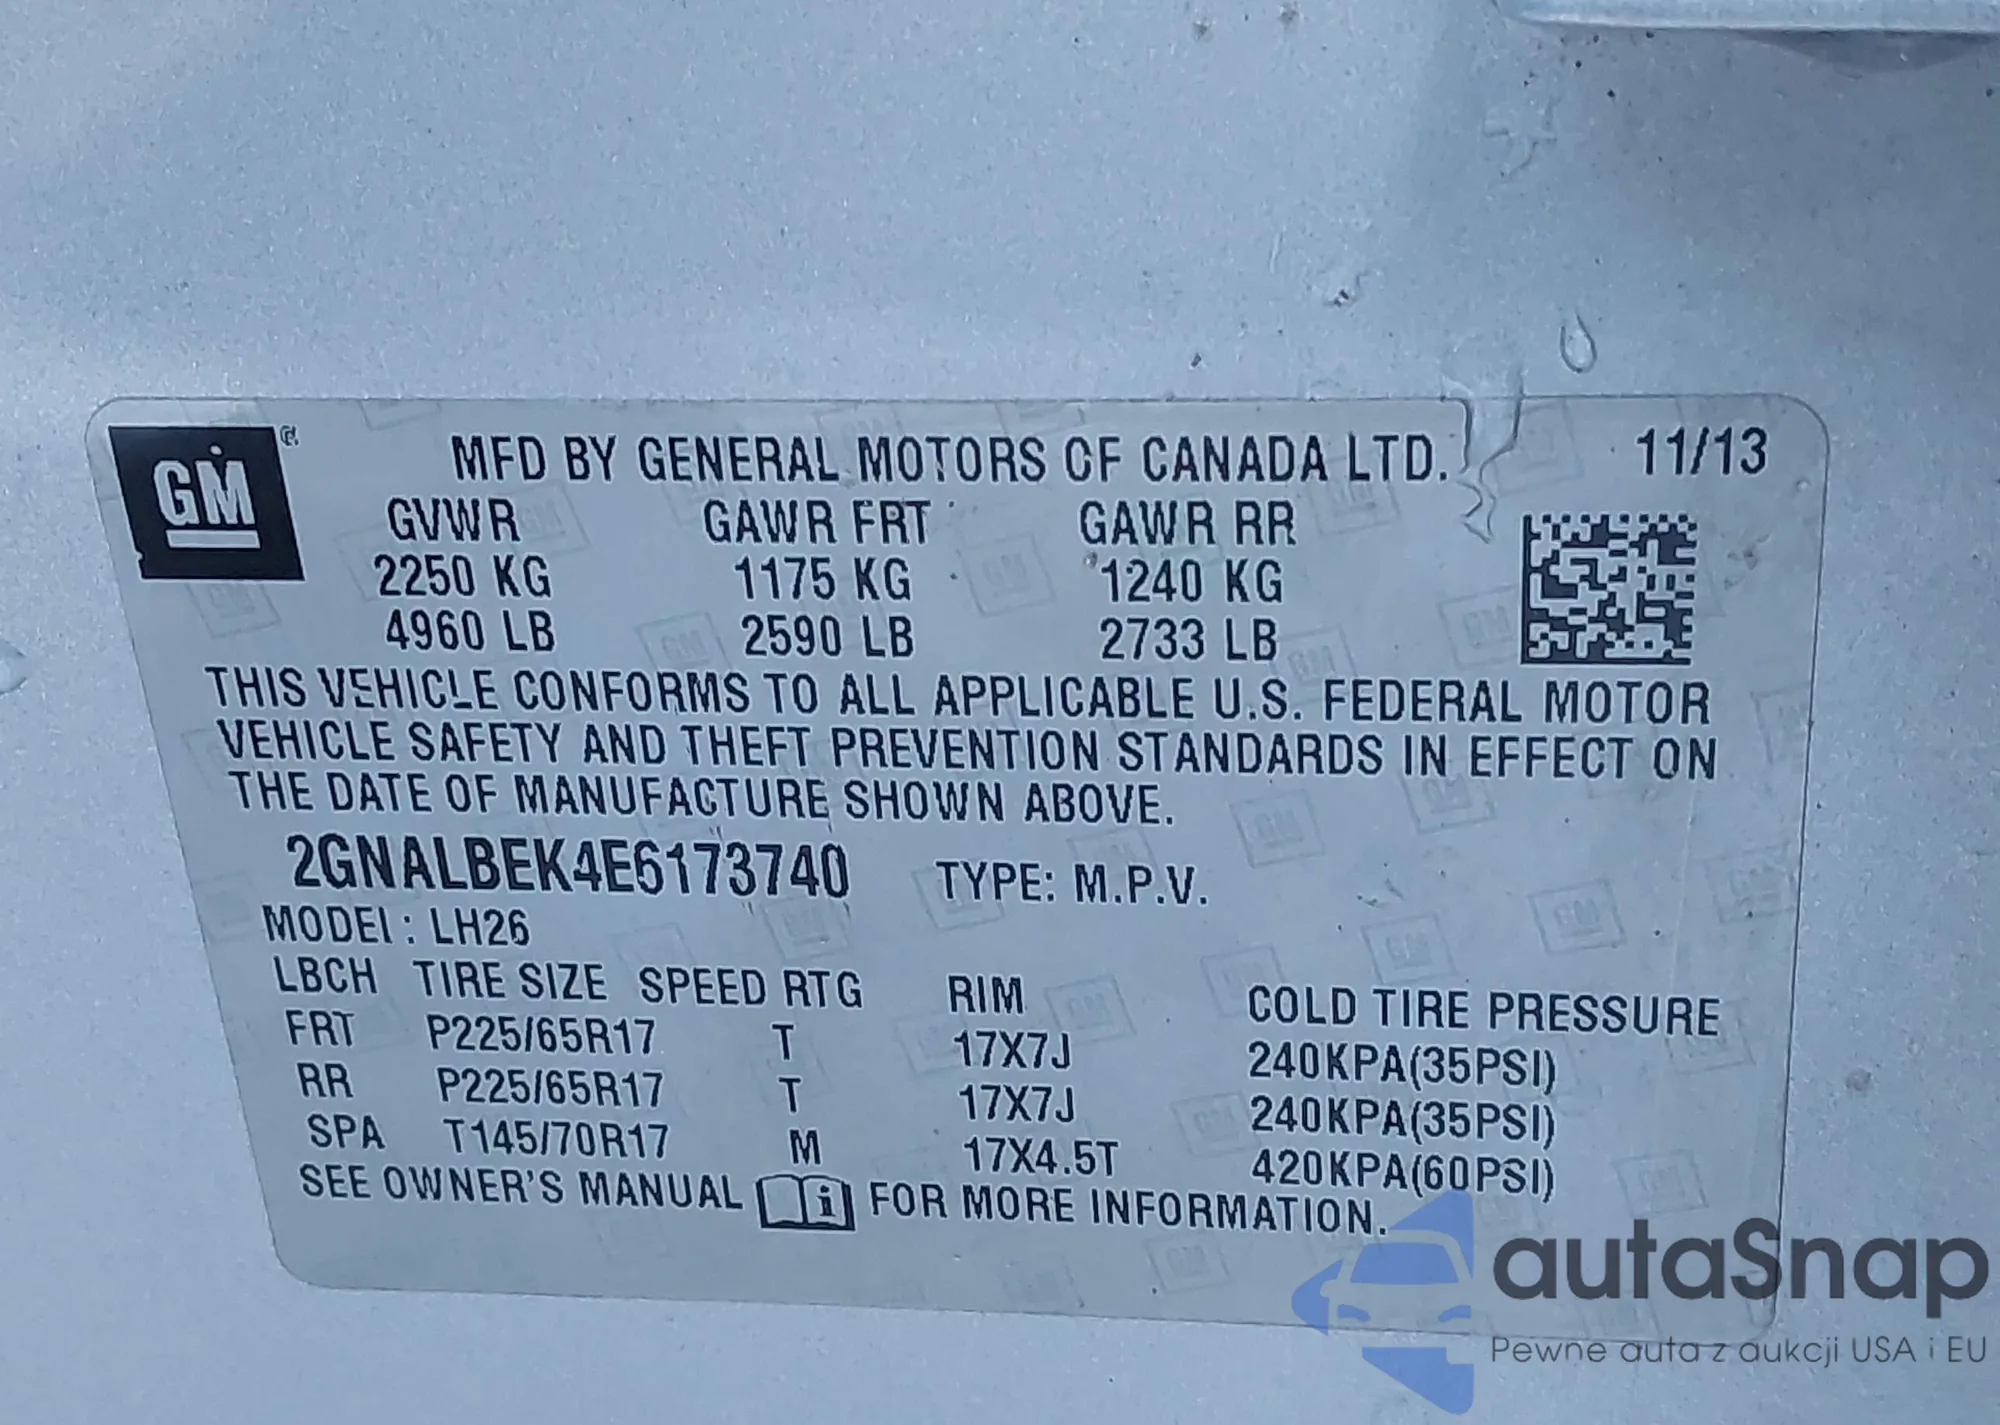 GM
MFD BY GENERAL MOTORS OF CANADA LTD. 11/13
GVWR GAWR FRT GAWR RR
2250 KG 1175 KG 1240 KG
4960 LB 2590 LB 2733 LB
THIS VEHICLE CONFORMS TO ALL APPLICABLE U.S. FEDERAL MOTOR
VEHICLE SAFETY AND THEFT PREVENTION STANDARDS IN EFFECT ON
THE DATE OF MANUFACTURE SHOWN ABOVE.
2GNALBEK4E6173740 TYPE: M.P.V.
MODEL: LH26
LBCH TIRE SIZE SPEED RTG RIM COLD TIRE PRESSURE
FRT P225/65R17 T 17X7J 240KPA(35PSI)
RR P225/65R17 T 17X7J 240KPA(35PSI)
SPA T145/70R17 M 17X4.5T 420KPA(60PSI)
SEE OWNER'S MANUAL i FOR MORE INFORMATION.
autaSnap
Pewne auta z aukcji USA i EU